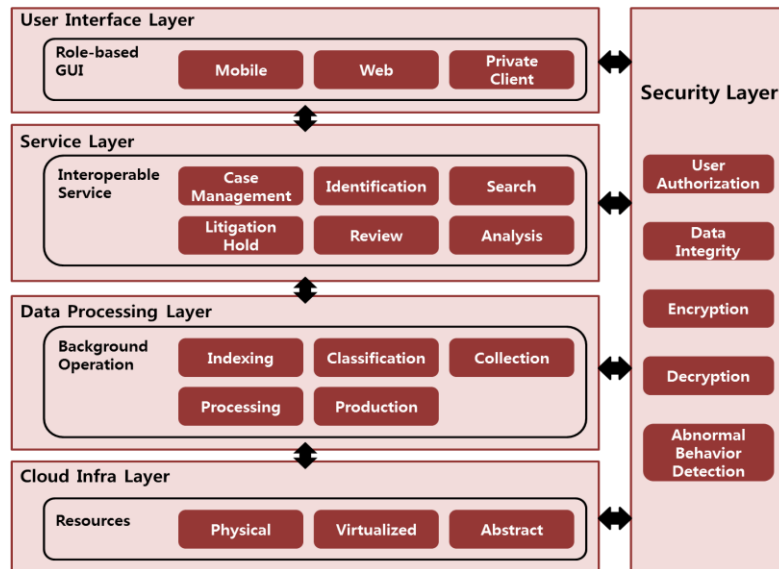 User Interface Layer
Role-based
GUI
Mobile
Web
Private
Client
Service Layer
Interoperable
Service
Case
Management
Identification
Search
Litigation
Hold
Review
Analysis
Data Processing Layer
Background
Operation
Indexing
Classification
Collection
Processing
Production
Cloud Infra Layer
Resources
Physical
Virtualized
Abstract
Security Layer
User
Authorization
Data
Integrity
Encryption
Decryption
Abnormal
Behavior
Detection